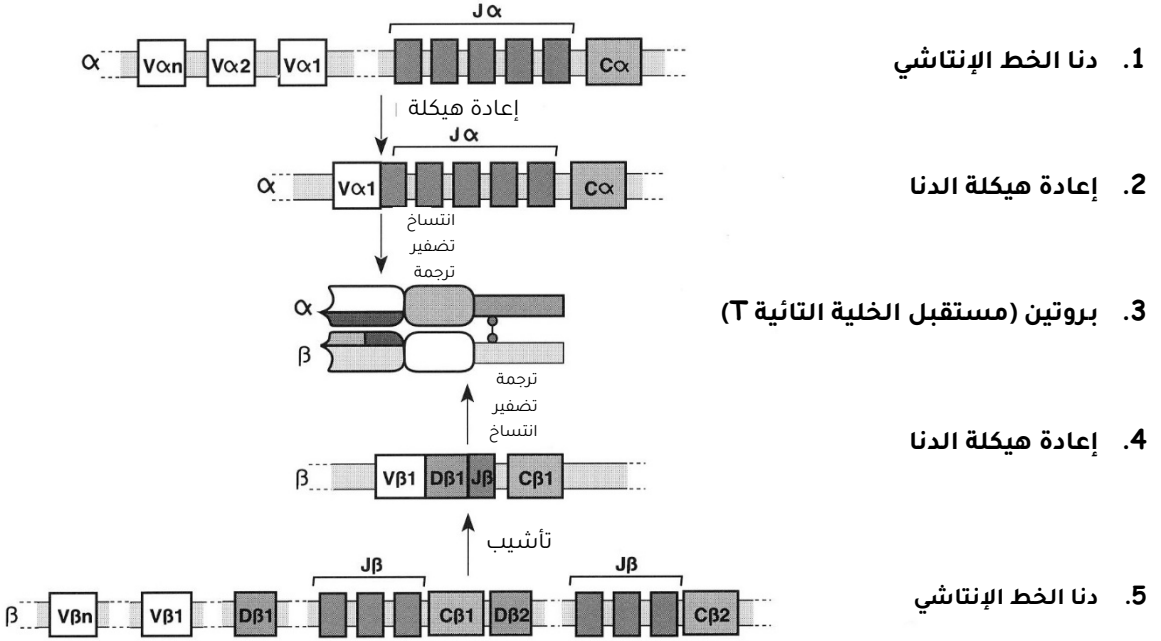 Jα
α Vαn Vα2 Vα1 Cα
1. دنا الخط الإنتاشي
إعادة هيكلة
Jα
α Vα1 Cα
2. إعادة هيكلة الدنا
انتساخ
تضفير
ترجمة
α
3. بروتين (مستقبل الخلية التائية T)
β
ترجمة
تضفير
انتساخ
4. إعادة هيكلة الدنا
β Vβ1 Dβ1 Jβ Cβ1
تأشيب
Jβ Jβ
β Vβn Vβ1 Dβ1 Cβ1 Dβ2 Cβ2
5. دنا الخط الإنتاشي